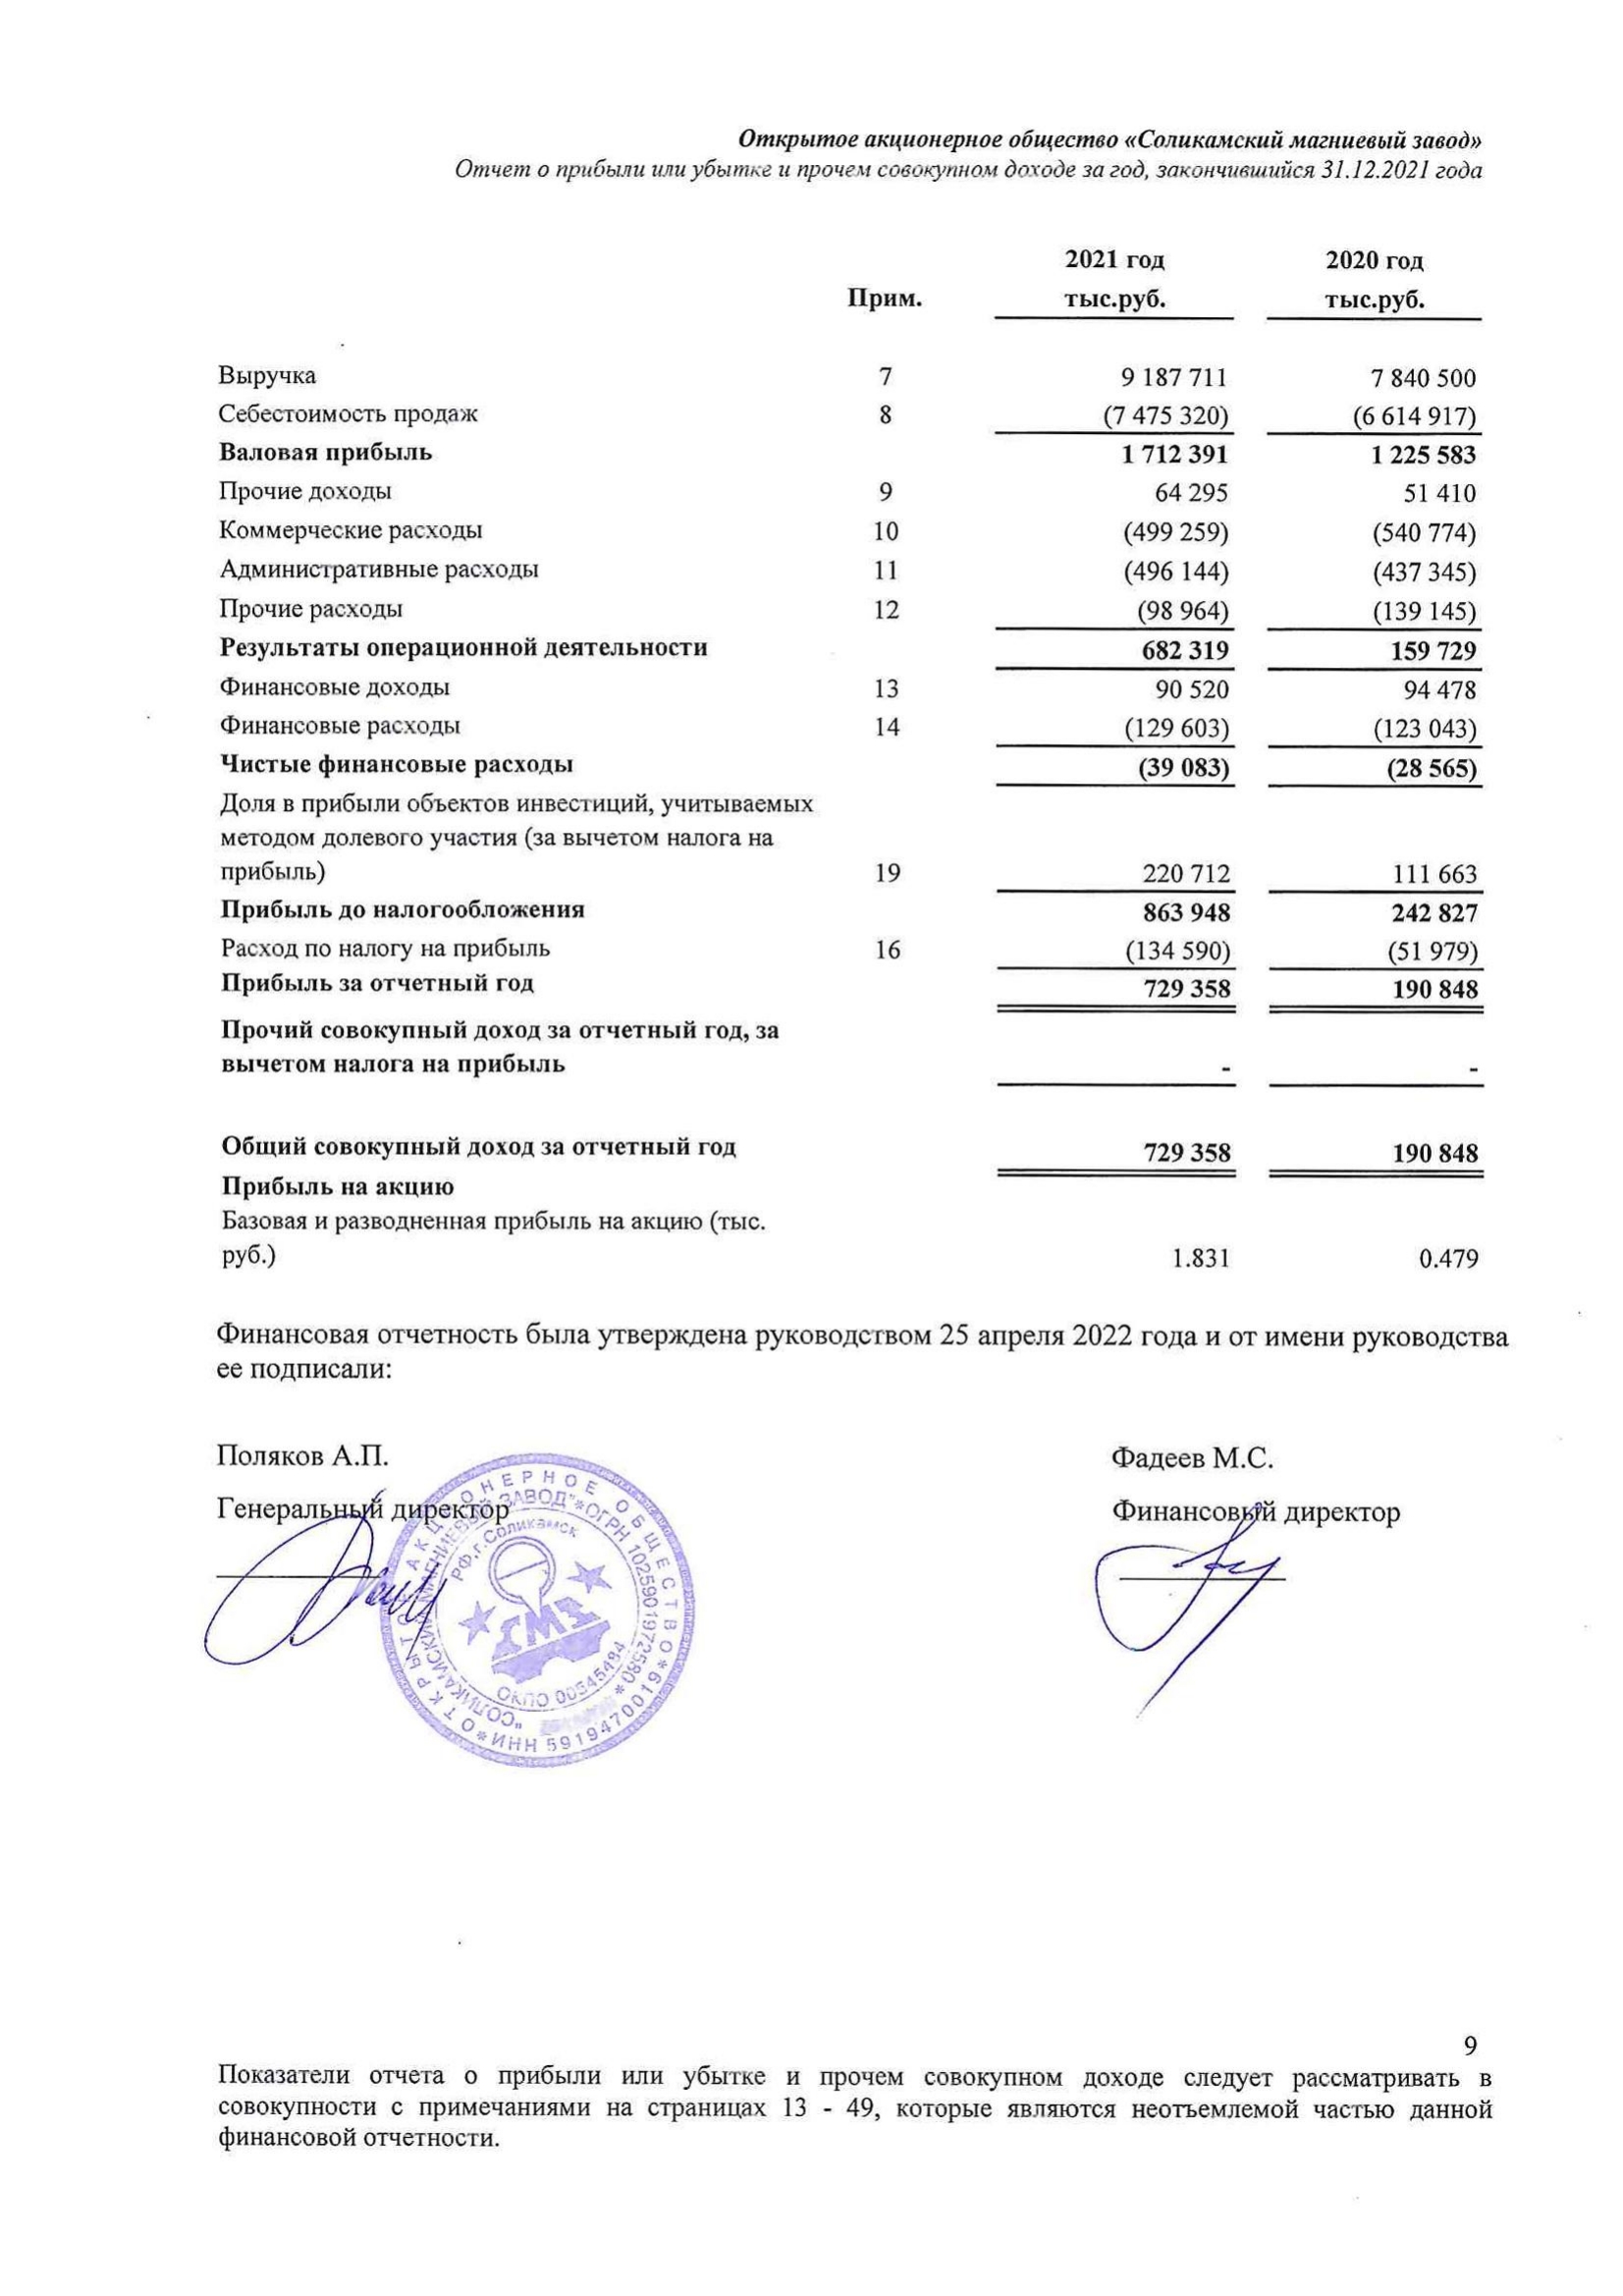 Открытое акционерное общество «Соликамский магниевый завод»
Отчет о прибыли или убытке и прочем совокупном доходе за год, закончившийся 31.12.2021 года
2021 год 2020 год
Прим. тыс.руб. тыс.руб.
Выручка 7 9 187 711 7 840 500
Себестоимость продаж 8 (7 475 320) (6 614 917)
Валовая прибыль 1 712 391 1 225 583
Прочие доходы 9 64 295 51 410
Коммерческие расходы 10 (499 259) (540 774)
Административные расходы 11 (496 144) (437 345)
Прочие расходы 12 (98 964) (139 145)
Результаты операционной деятельности 682 319 159 729
Финансовые доходы 13 90 520 94 478
Финансовые расходы 14 (129 603) (123 043)
Чистые финансовые расходы (39 083) (28 565)
Доля в прибыли объектов инвестиций, учитываемых
методом долевого участия (за вычетом налога на
прибыль) 19 220 712 111 663
Прибыль до налогообложения 863 948 242 827
Расход по налогу на прибыль 16 (134 590) (51 979)
Прибыль за отчетный год 729 358 190 848
Прочий совокупный доход за отчетный год, за
вычетом налога на прибыль - -
Общий совокупный доход за отчетный год 729 358 190 848
Прибыль на акцию
Базовая и разводненная прибыль на акцию (тыс.
руб.) 1.831 0.479
Финансовая отчетность была утверждена руководством 25 апреля 2022 года и от имени руководства
ее подписали:
Поляков А.П. Фадеев М.С.
Генеральный директор Финансовый директор
ОТКРЫТОЕ АКЦИОНЕРНОЕ ОБЩЕСТВО * ИНН 5919470019 *
"СОЛИКАМСКИЙ МАГНИЕВЫЙ ЗАВОД" * ОГРН 1025901972580 *
РФ, г. Соликамск
СМЗ
ОКПО 00545484
9
Показатели отчета о прибыли или убытке и прочем совокупном доходе следует рассматривать в
совокупности с примечаниями на страницах 13 - 49, которые являются неотъемлемой частью данной
финансовой отчетности.